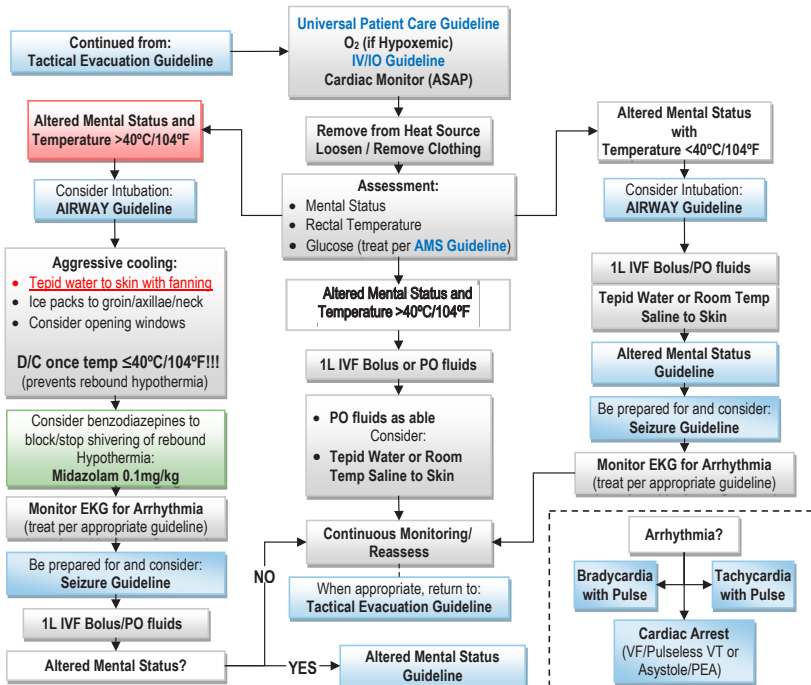 Continued from:
Tactical Evacuation Guideline
Universal Patient Care Guideline
O₂ (if Hypoxemic)
IV/IO Guideline
Cardiac Monitor (ASAP)
Remove from Heat Source
Loosen / Remove Clothing
Assessment:
• Mental Status
• Rectal Temperature
• Glucose (treat per AMS Guideline)
Altered Mental Status and
Temperature >40ºC/104ºF
Consider Intubation:
AIRWAY Guideline
Aggressive cooling:
• Tepid water to skin with fanning
• Ice packs to groin/axillae/neck
• Consider opening windows
D/C once temp ≤40ºC/104ºF!!!
(prevents rebound hypothermia)
Consider benzodiazepines to
block/stop shivering of rebound
Hypothermia:
Midazolam 0.1mg/kg
Monitor EKG for Arrhythmia
(treat per appropriate guideline)
Be prepared for and consider:
Seizure Guideline
1L IVF Bolus/PO fluids
Altered Mental Status?
NO
YES
Altered Mental Status
Guideline
Altered Mental Status and
Temperature >40ºC/104ºF
1L IVF Bolus or PO fluids
• PO fluids as able
Consider:
• Tepid Water or Room
Temp Saline to Skin
Continuous Monitoring/
Reassess
When appropriate, return to:
Tactical Evacuation Guideline
Altered Mental Status
with
Temperature <40ºC/104ºF
Consider Intubation:
AIRWAY Guideline
1L IVF Bolus/PO fluids
Tepid Water or Room Temp
Saline to Skin
Altered Mental Status
Guideline
Be prepared for and consider:
Seizure Guideline
Monitor EKG for Arrhythmia
(treat per appropriate guideline)
Arrhythmia?
Bradycardia
with Pulse
Tachycardia
with Pulse
Cardiac Arrest
(VF/Pulseless VT or
Asystole/PEA)